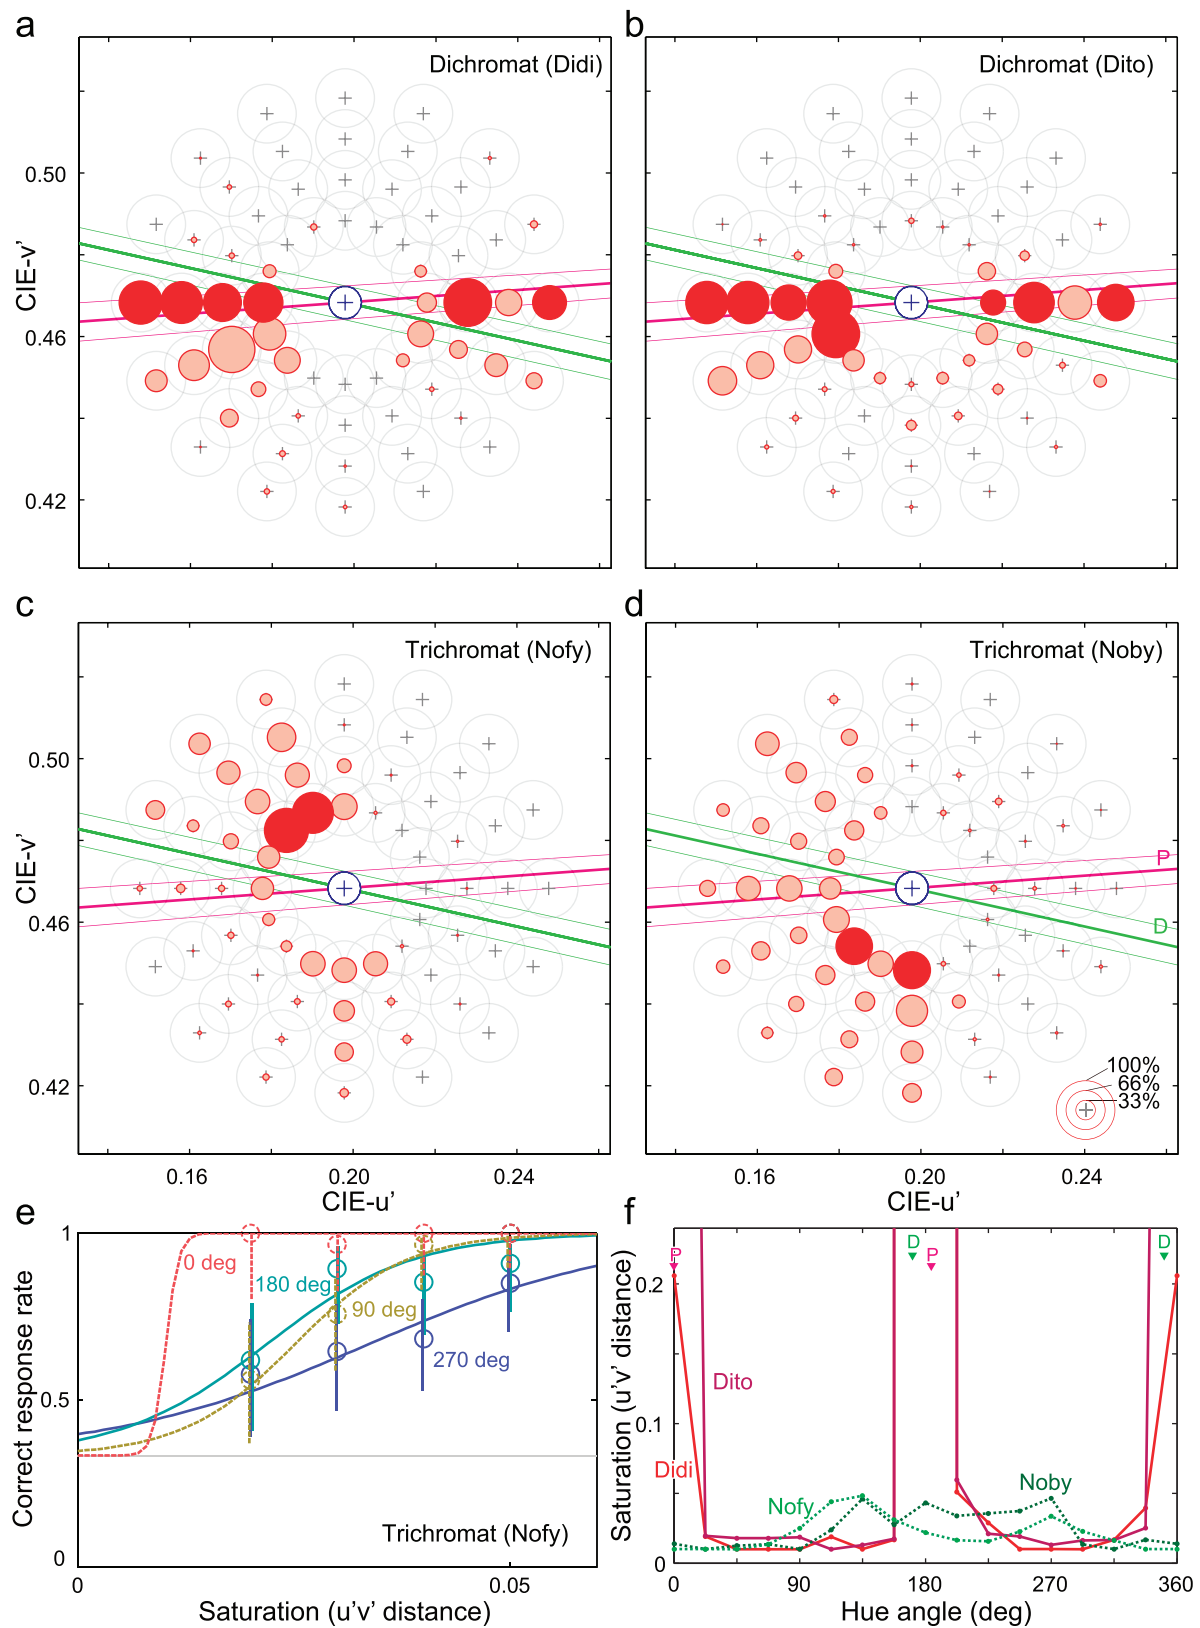 a
b
Dichromat (Didi)
Dichromat (Dito)
0.50
0.46
0.42
CIE-v'
c
d
Trichromat (Nofy)
Trichromat (Noby)
0.50
0.46
0.42
CIE-v'
P
D
100%
66%
33%
0.16
0.20
0.24
CIE-u'
0.16
0.20
0.24
CIE-u'
e
f
1
0.5
0
Correct response rate
0 deg
180 deg
90 deg
270 deg
Trichromat (Nofy)
0
0.05
Saturation (u'v' distance)
P
D
P
D
0.2
0.1
0
Saturation (u'v' distance)
Dito
Didi
Nofy
Noby
0
90
180
270
360
Hue angle (deg)